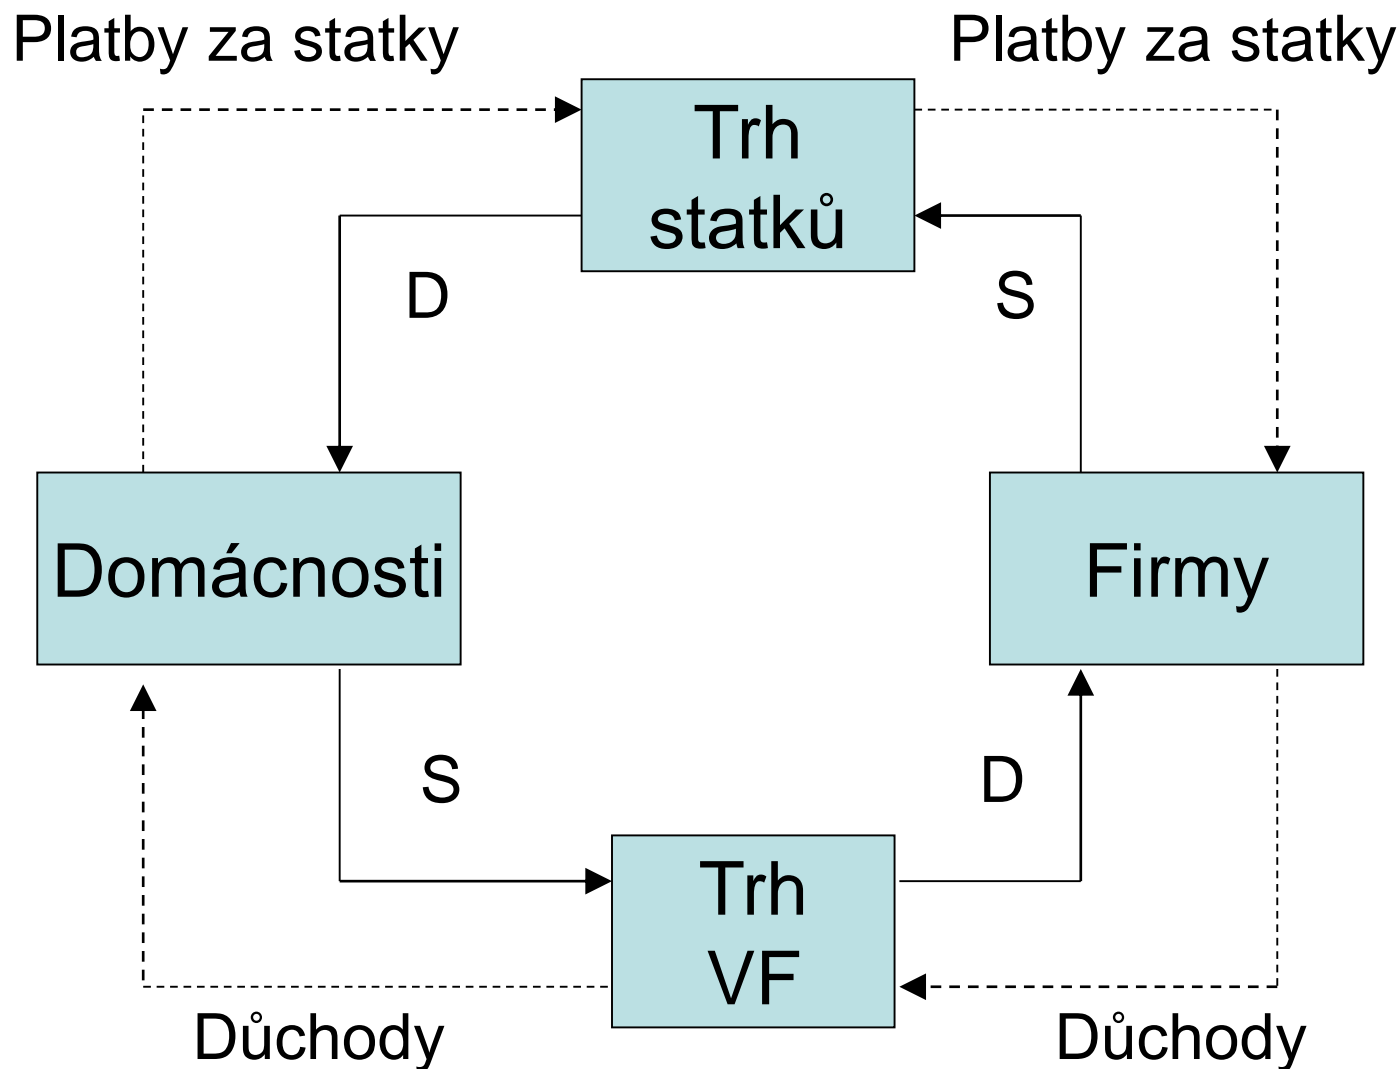 Platby za statky
Platby za statky
Trh
statků
D
S
Domácnosti
Firmy
S
D
Trh
VF
Důchody
Důchody